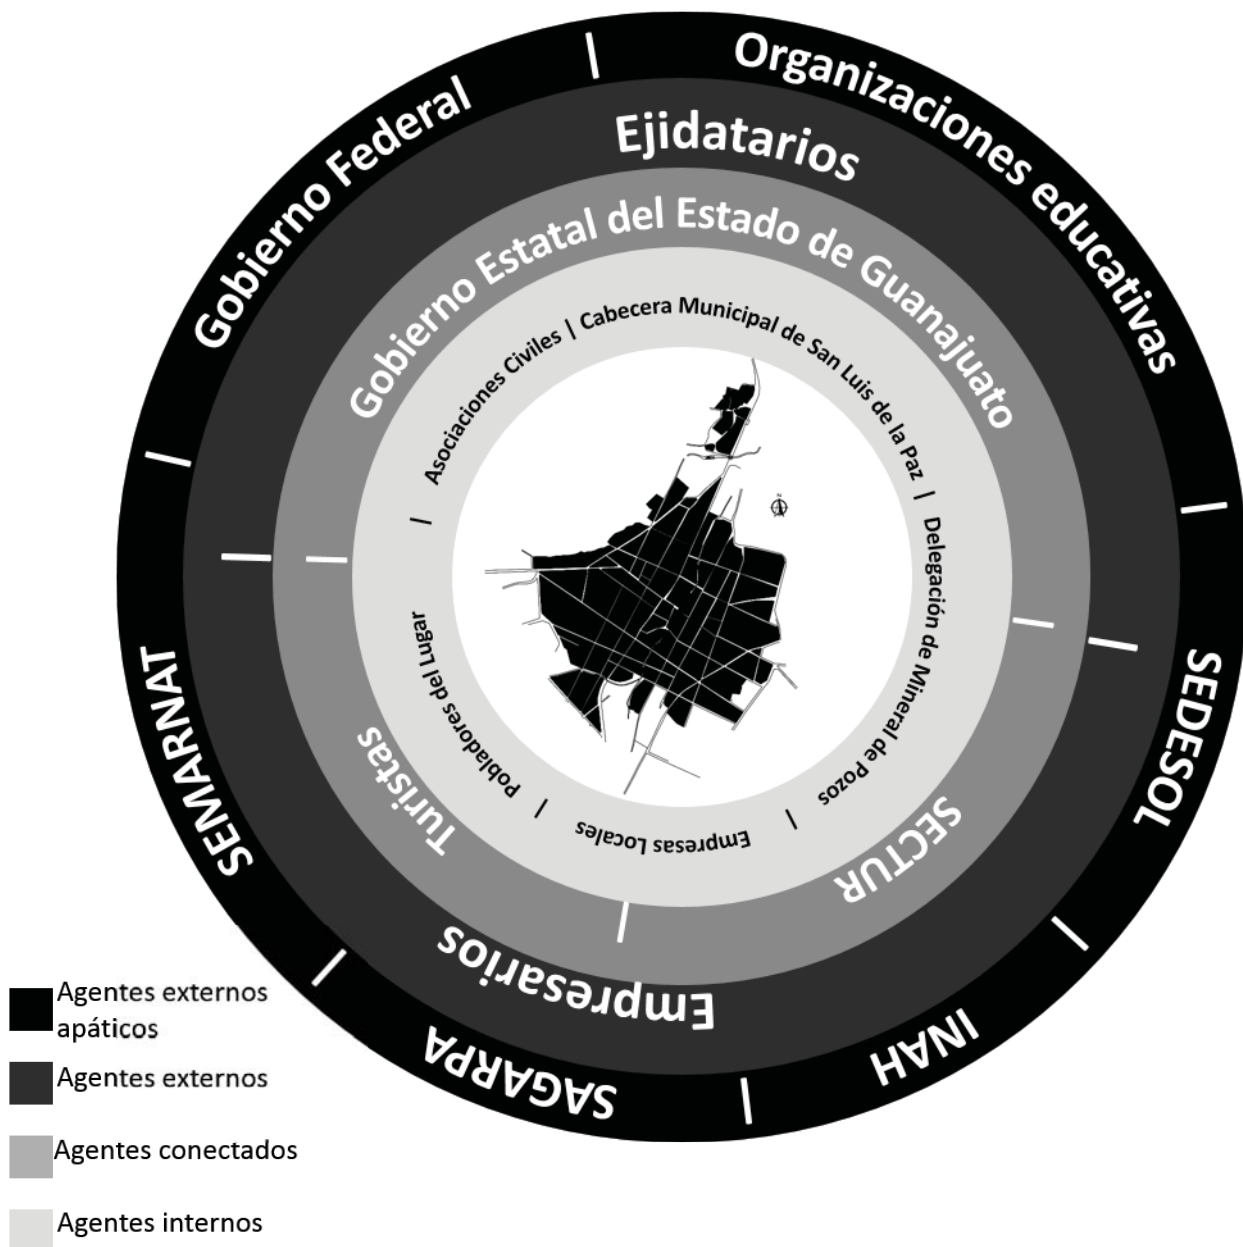 Gobierno Federal
Organizaciones educativas
SEDESOL
INAH
SAGARPA
SEMARNAT
Ejidatarios
Empresarios
Gobierno Estatal del Estado de Guanajuato
SECTUR
Turistas
Asociaciones Civiles | Cabecera Municipal de San Luis de la Paz |
Delegación de Mineral de Pozos |
Empresas Locales |
Pobladores del Lugar |
N
Agentes externos
apáticos
Agentes externos
Agentes conectados
Agentes internos